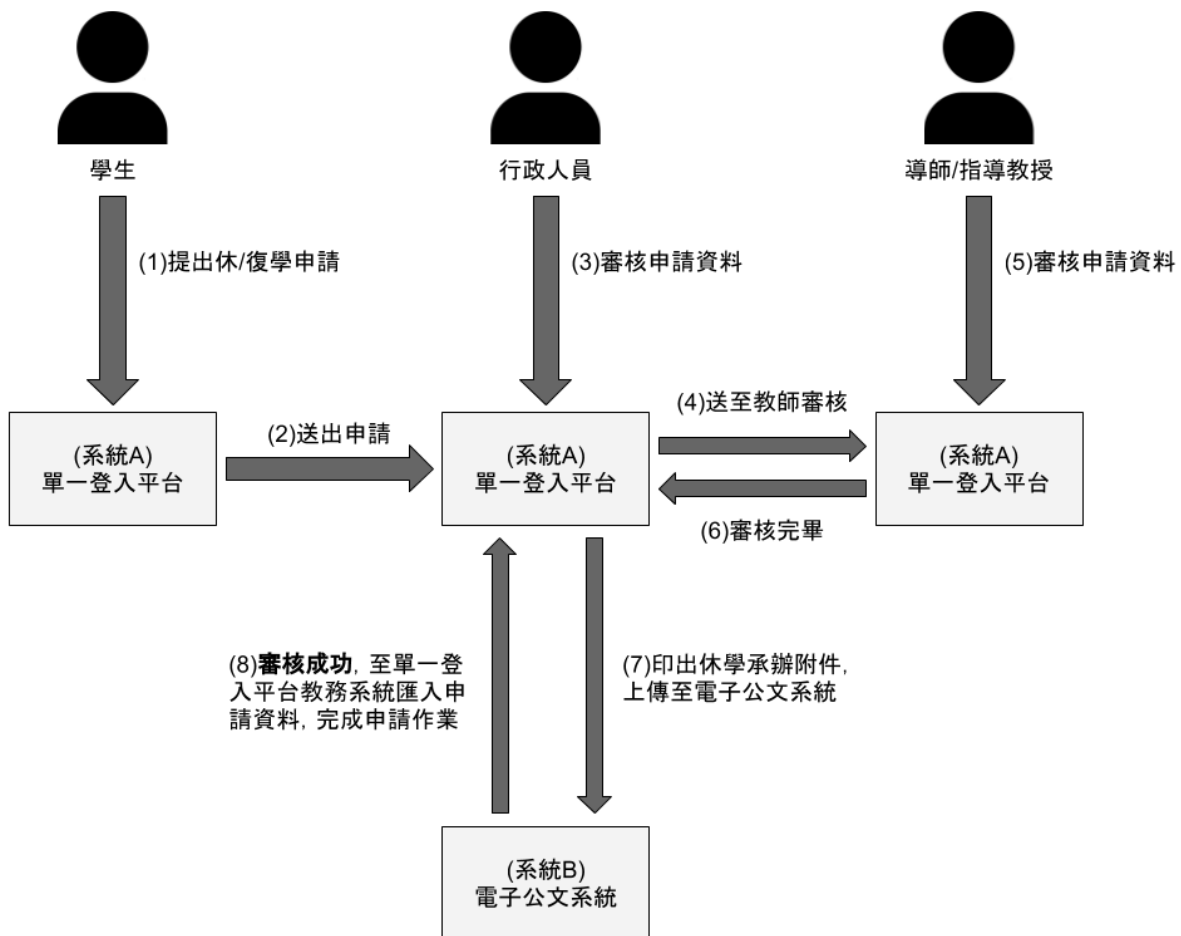 學生
行政人員
導師/指導教授
(1)提出休/復學申請
(3)審核申請資料
(5)審核申請資料
(系統A)
單一登入平台
(2)送出申請
(系統A)
單一登入平台
(4)送至教師審核
(6)審核完畢
(系統A)
單一登入平台
(8)審核成功, 至單一登
入平台教務系統匯入申
請資料, 完成申請作業
(7)印出休學承辦附件,
上傳至電子公文系統
(系統B)
電子公文系統